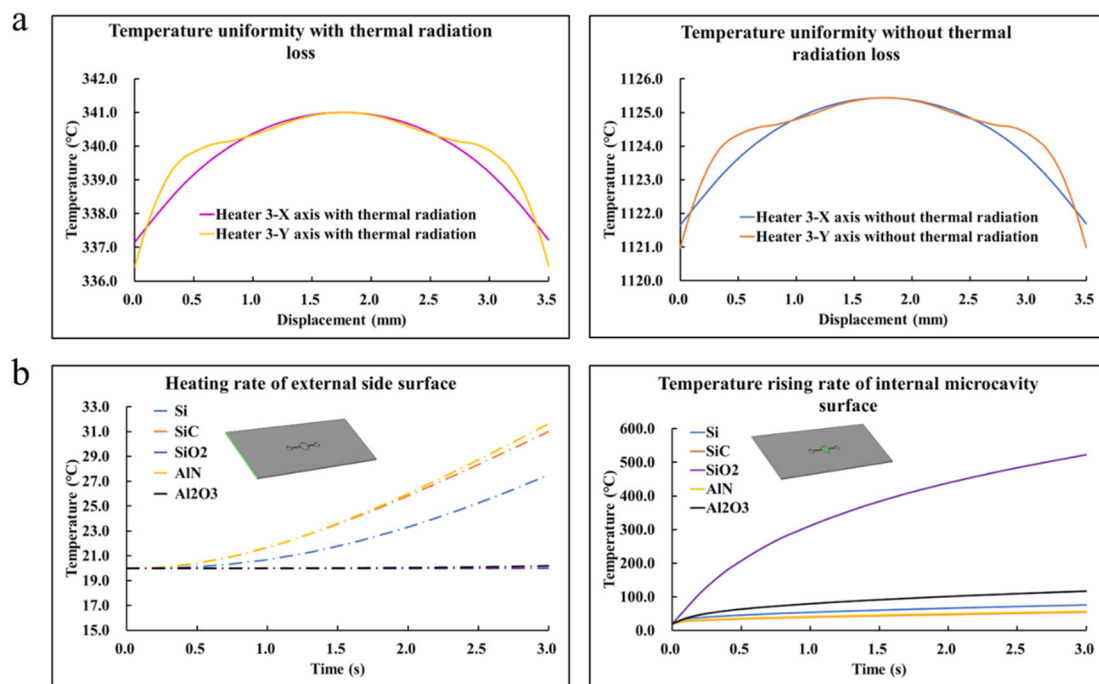 a
Temperature uniformity with thermal radiation
loss
342.0
341.0
340.0
339.0
338.0
337.0
336.0
Temperature (°C)
Heater 3-X axis with thermal radiation
Heater 3-Y axis with thermal radiation
0.0 0.5 1.0 1.5 2.0 2.5 3.0 3.5
Displacement (mm)
Temperature uniformity without thermal
radiation loss
1126.0
1125.0
1124.0
1123.0
1122.0
1121.0
1120.0
Temperature (°C)
Heater 3-X axis without thermal radiation
Heater 3-Y axis without thermal radiation
0.0 0.5 1.0 1.5 2.0 2.5 3.0 3.5
Displacement (mm)
b
Heating rate of external side surface
33.0
31.0
29.0
27.0
25.0
23.0
21.0
19.0
17.0
15.0
Temperature (°C)
Si
SiC
SiO2
AlN
Al2O3
0.0 0.5 1.0 1.5 2.0 2.5 3.0
Time (s)
Temperature rising rate of internal microcavity
surface
600.0
500.0
400.0
300.0
200.0
100.0
0.0
Temperature (°C)
Si
SiC
SiO2
AlN
Al2O3
0.0 0.5 1.0 1.5 2.0 2.5 3.0
Time (s)